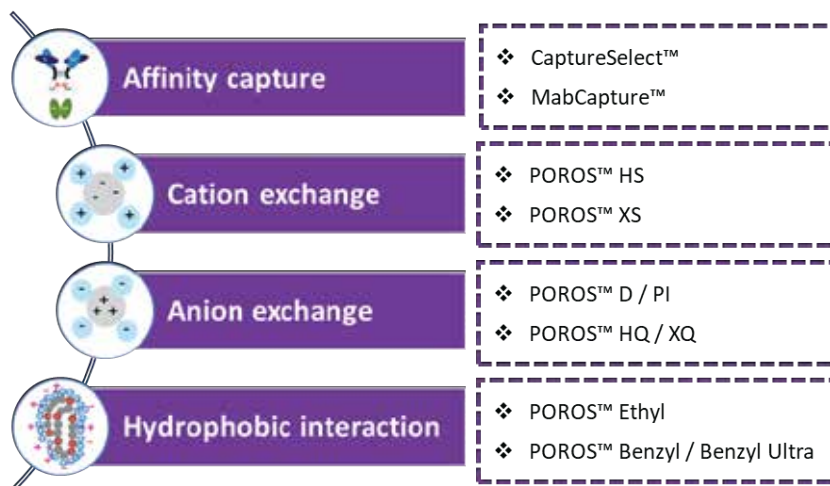 Affinity capture
❖ CaptureSelect™
❖ MabCapture™
Cation exchange
❖ POROS™ HS
❖ POROS™ XS
Anion exchange
❖ POROS™ D / PI
❖ POROS™ HQ / XQ
Hydrophobic interaction
❖ POROS™ Ethyl
❖ POROS™ Benzyl / Benzyl Ultra